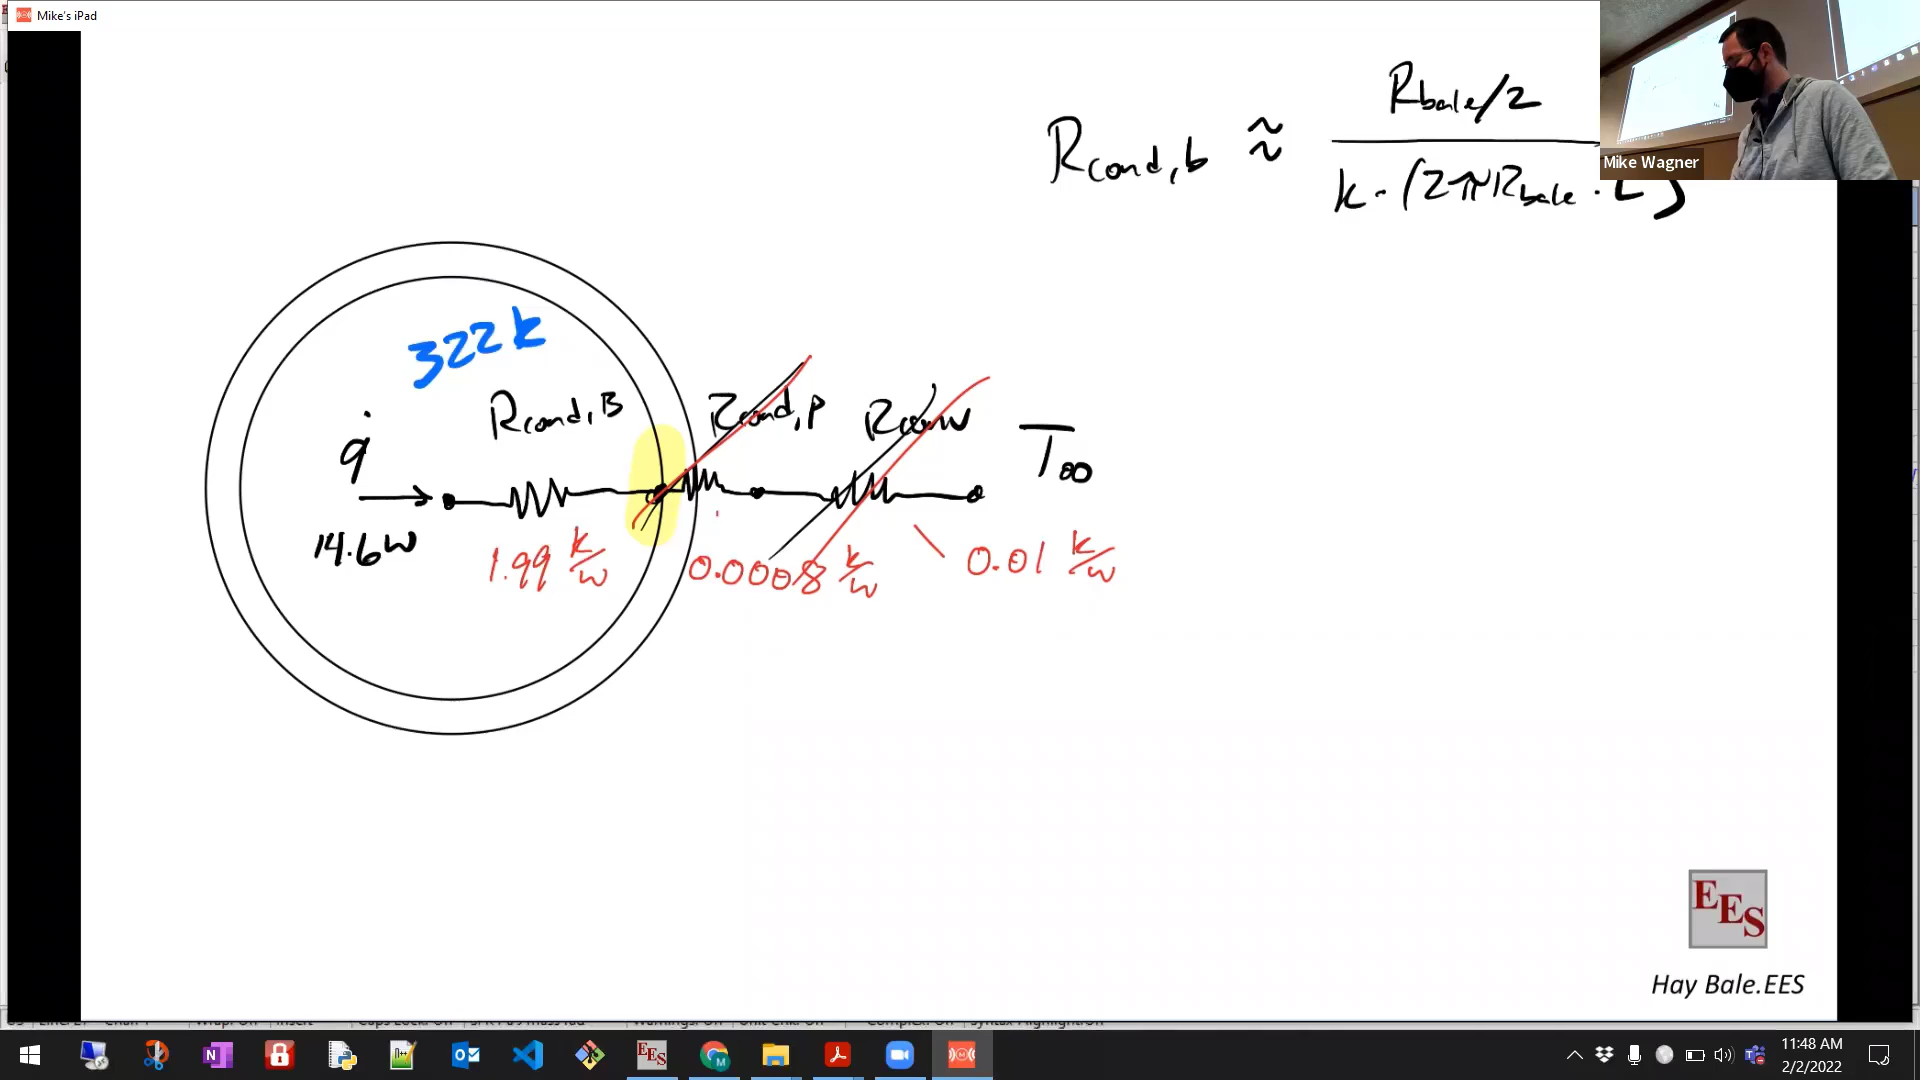 Mike's iPad
Rbale/2
Rcond,b ≈
k·(2πRbale·L)
Mike Wagner
322 K
Rcond,B
Rcond,P
Rconv
T∞
q̇
14.6 W
1.99 K/W
0.0008 K/W
0.01 K/W
EES
Hay Bale.EES
11:48 AM
2/2/2022